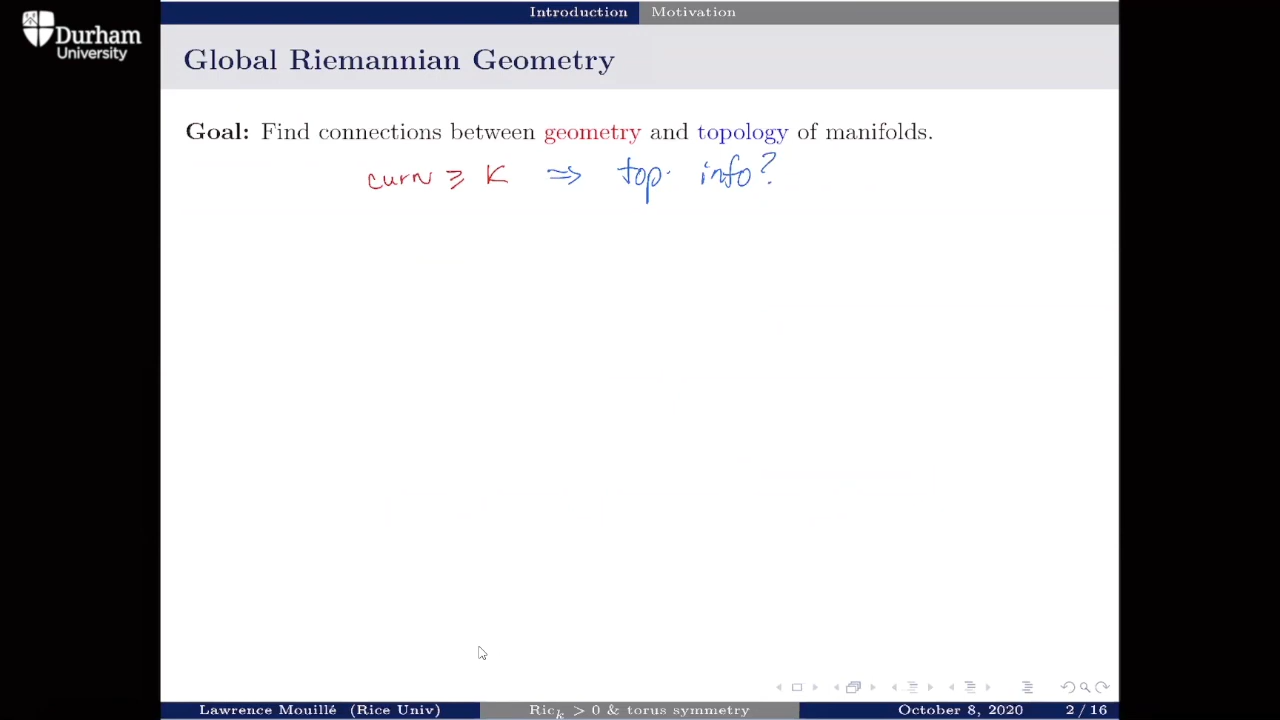 Introduction Motivation
Durham
University
Global Riemannian Geometry
Goal: Find connections between geometry and topology of manifolds.
curv ≥ K ⇒ top. info?
Lawrence Mouillé (Rice Univ) Ric_k > 0 & torus symmetry October 8, 2020 2 / 16